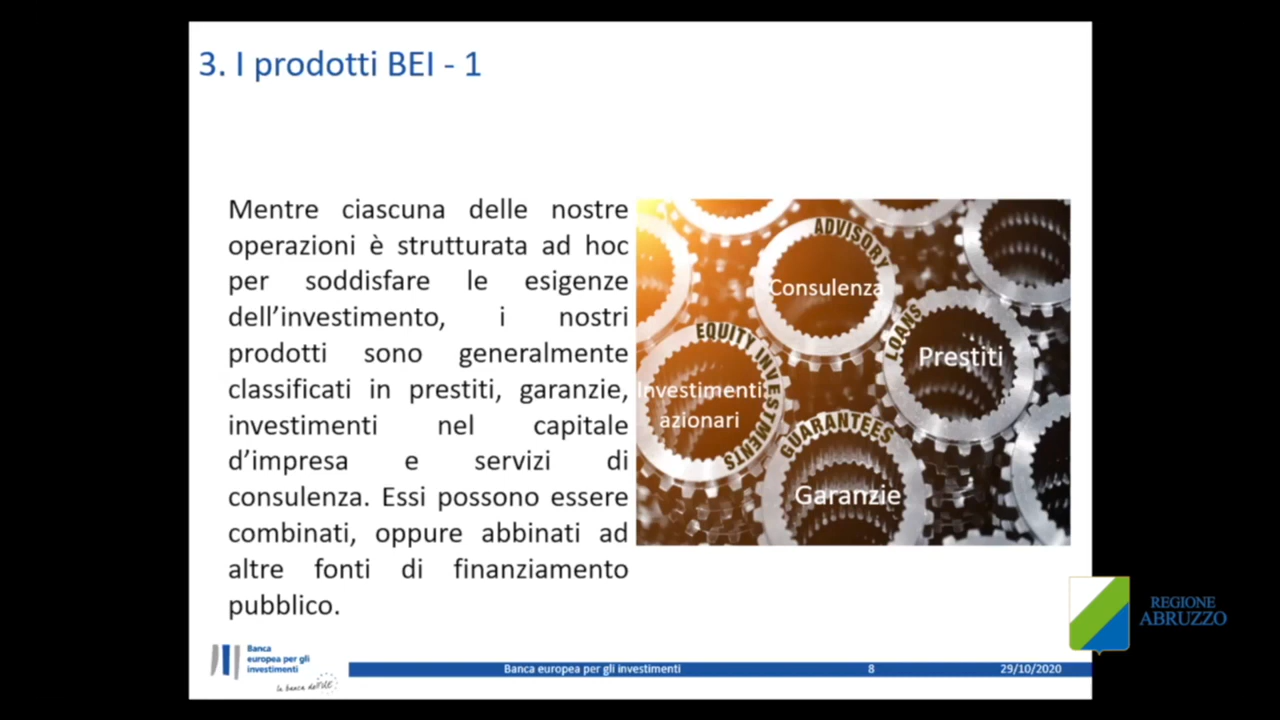 3. I prodotti BEI - 1
Mentre ciascuna delle nostre
operazioni è strutturata ad hoc
per soddisfare le esigenze
dell’investimento, i nostri
prodotti sono generalmente
classificati in prestiti, garanzie,
investimenti nel capitale
d’impresa e servizi di
consulenza. Essi possono essere
combinati, oppure abbinati ad
altre fonti di finanziamento
pubblico.
ADVISORY
Consulenza
LOANS
Prestiti
EQUITY INVESTMENTS
Investimenti
azionari
GUARANTEES
Garanzie
REGIONE
ABRUZZO
Banca
europea per gli
investimenti
la banca dell'UE
Banca europea per gli investimenti
8
29/10/2020